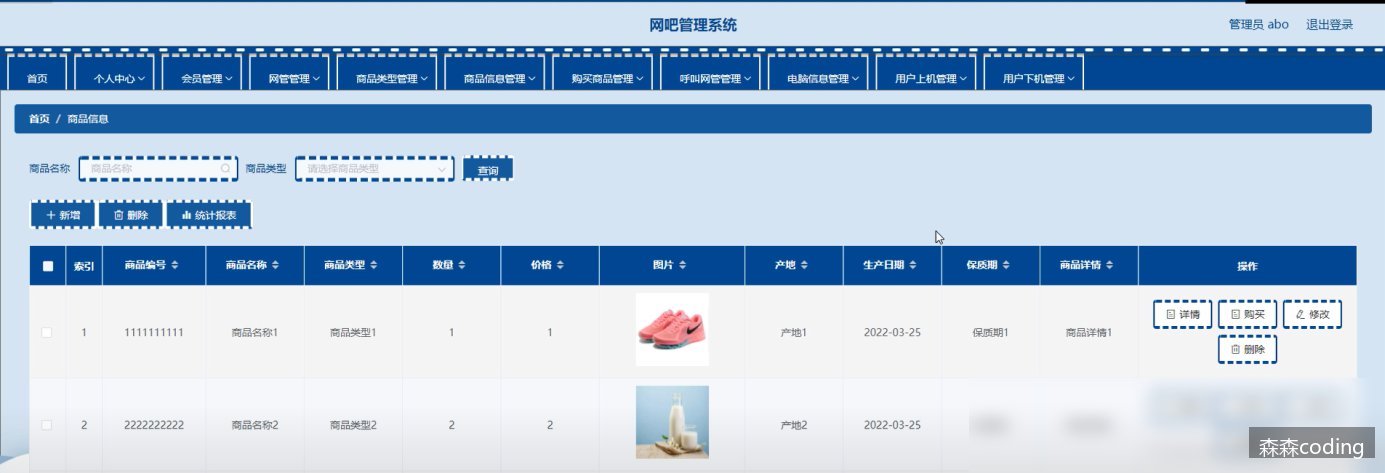 网吧管理系统
管理员 abo 退出登录
首页 个人中心 会员管理 网管管理 商品类型管理 商品信息管理 购买商品管理 呼叫网管管理 电脑信息管理 用户上机管理 用户下机管理
首页 / 商品信息
商品名称 商品名称 商品类型 请选择商品类型 查询
新增 删除 统计报表
索引 商品编号 商品名称 商品类型 数量 价格 图片 产地 生产日期 保质期 商品详情 操作
1 1111111111 商品名称1 商品类型1 1 1 产地1 2022-03-25 保质期1 商品详情1 详情 购买 修改
删除
2 2222222222 商品名称2 商品类型2 2 2 产地2 2022-03-25
森森coding